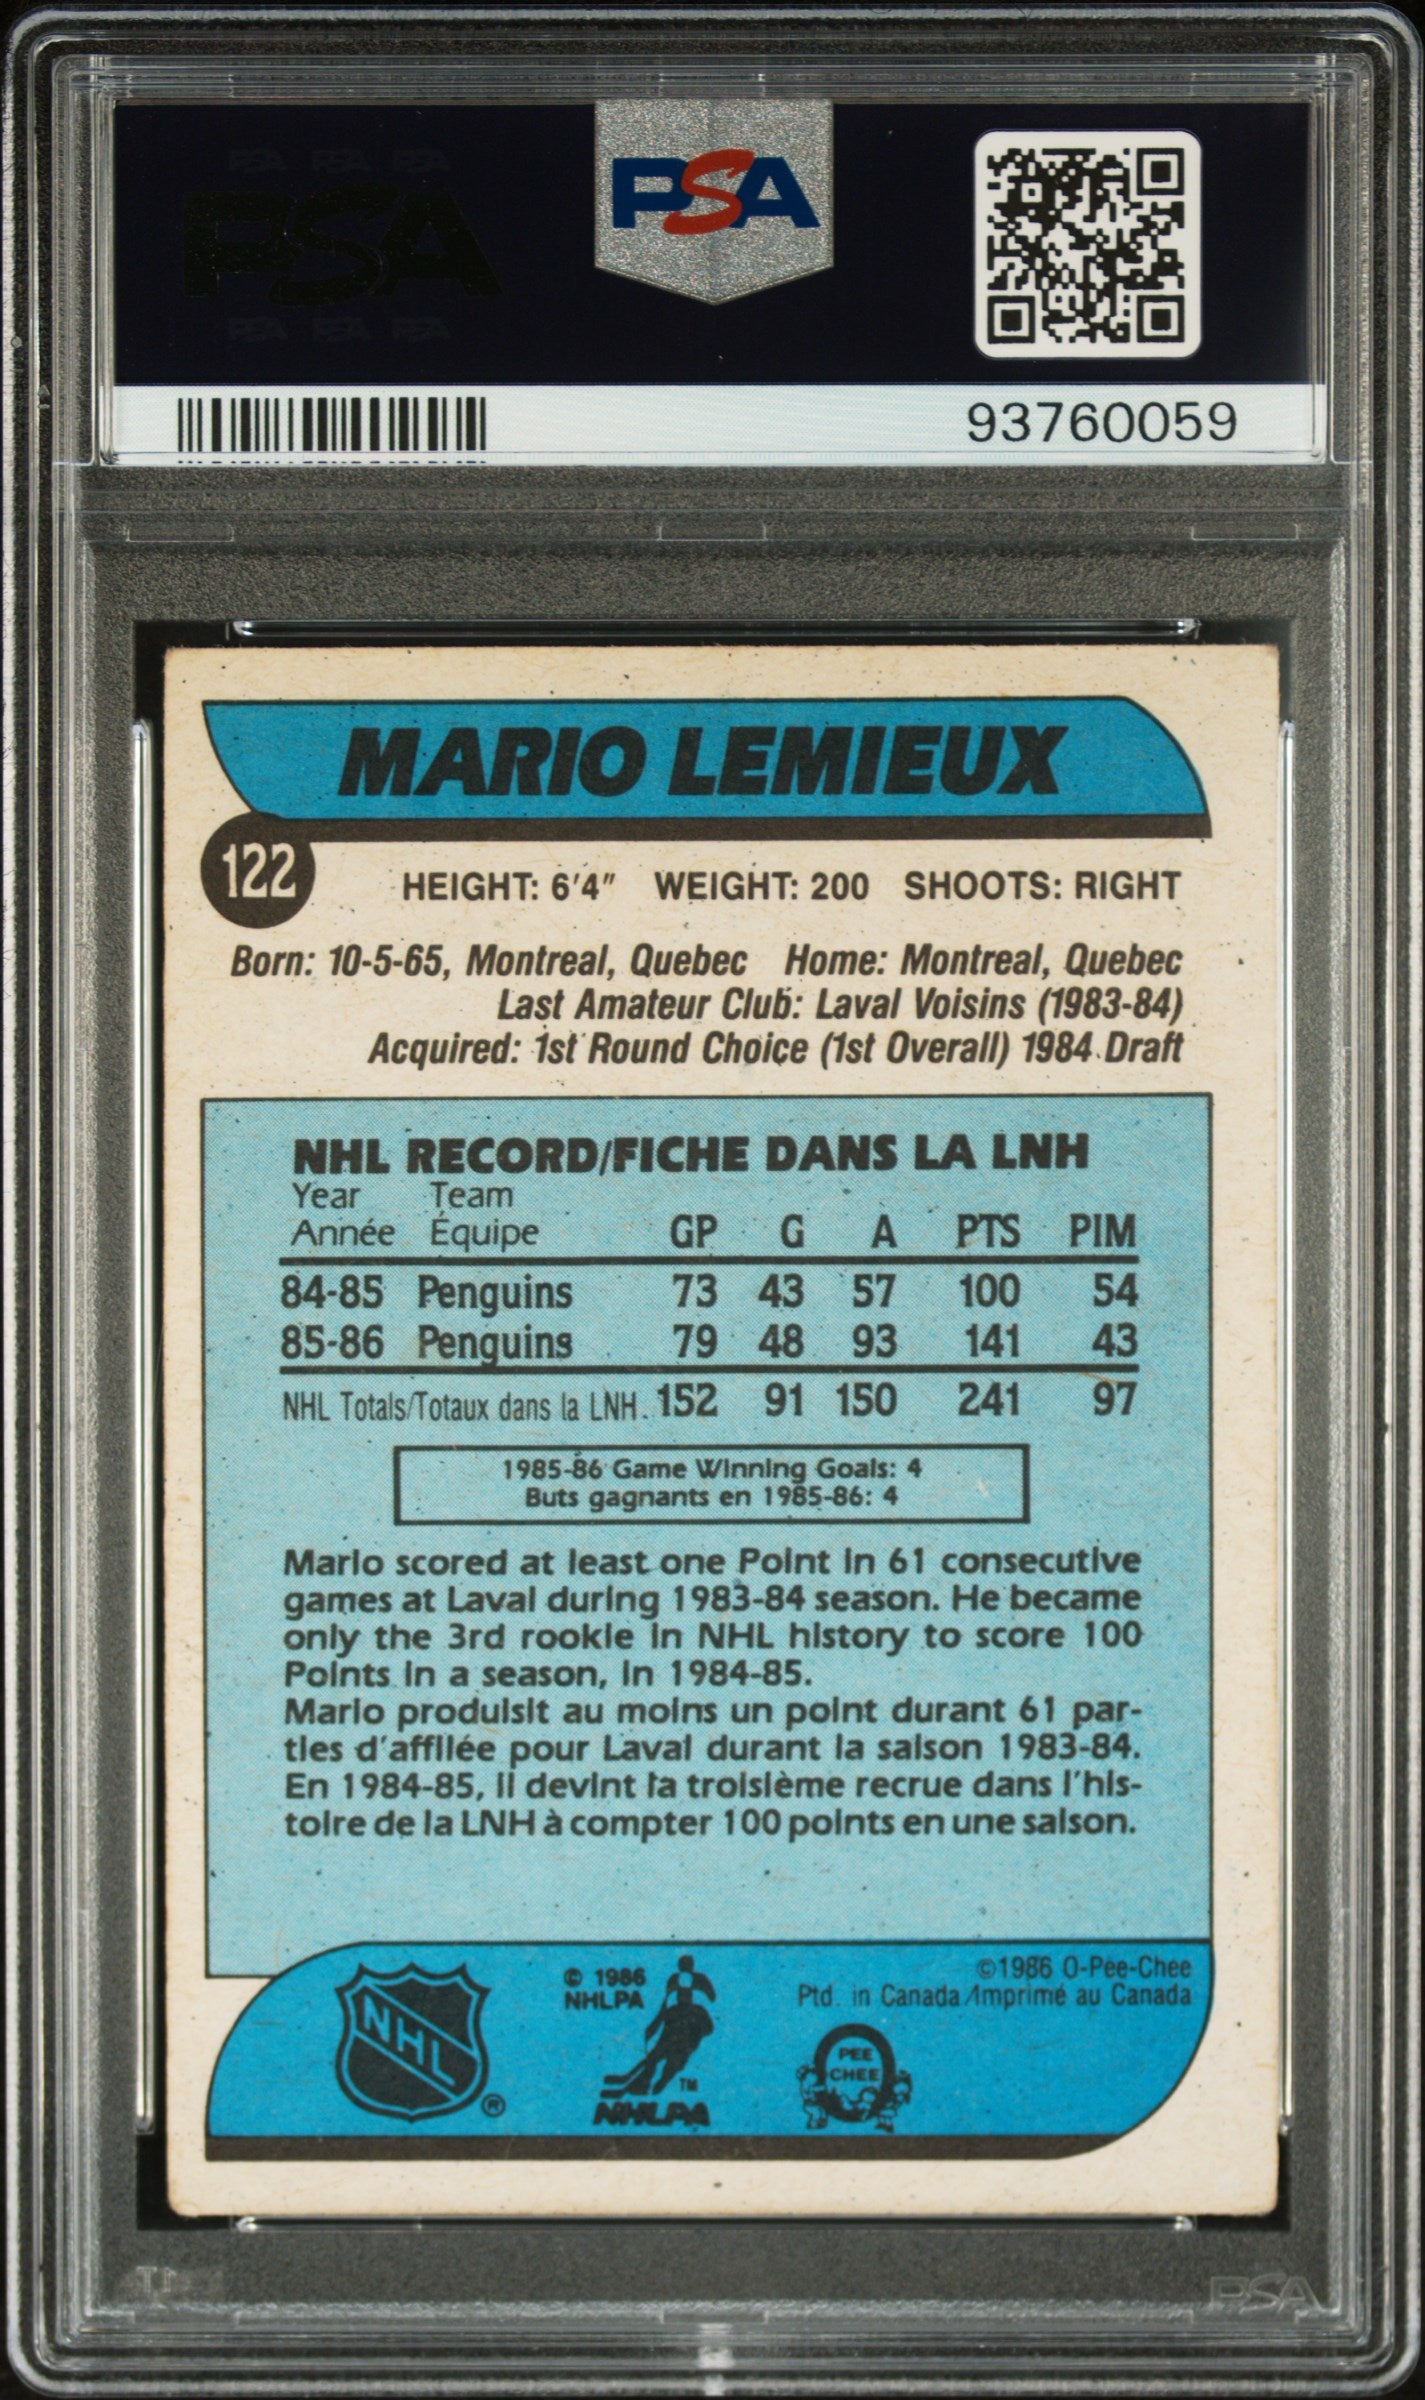 PSA
PSA PSA PSA
PSA
PSA PSA PSA
93760059
MARIO LEMIEUX
122
HEIGHT: 6'4" WEIGHT: 200 SHOOTS: RIGHT
Born: 10-5-65, Montreal, Quebec Home: Montreal, Quebec
Last Amateur Club: Laval Voisins (1983-84)
Acquired: 1st Round Choice (1st Overall) 1984 Draft
NHL RECORD/FICHE DANS LA LNH
Year Team
Année Équipe GP G A PTS PIM
84-85 Penguins 73 43 57 100 54
85-86 Penguins 79 48 93 141 43
NHL Totals/Totaux dans la LNH. 152 91 150 241 97
1985-86 Game Winning Goals: 4
Buts gagnants en 1985-86: 4
Mario scored at least one Point in 61 consecutive
games at Laval during 1983-84 season. He became
only the 3rd rookie in NHL history to score 100
Points in a season, in 1984-85.
Mario produisit au moins un point durant 61 par-
ties d'affilée pour Laval durant la saison 1983-84.
En 1984-85, il devint la troisième recrue dans l'his-
toire de la LNH à compter 100 points en une saison.
NHL ®
© 1986
NHLPA
TM
NHLPA
©1986 O-Pee-Chee
Ptd. in Canada/Imprimé au Canada
PEE
CHEE
PSA